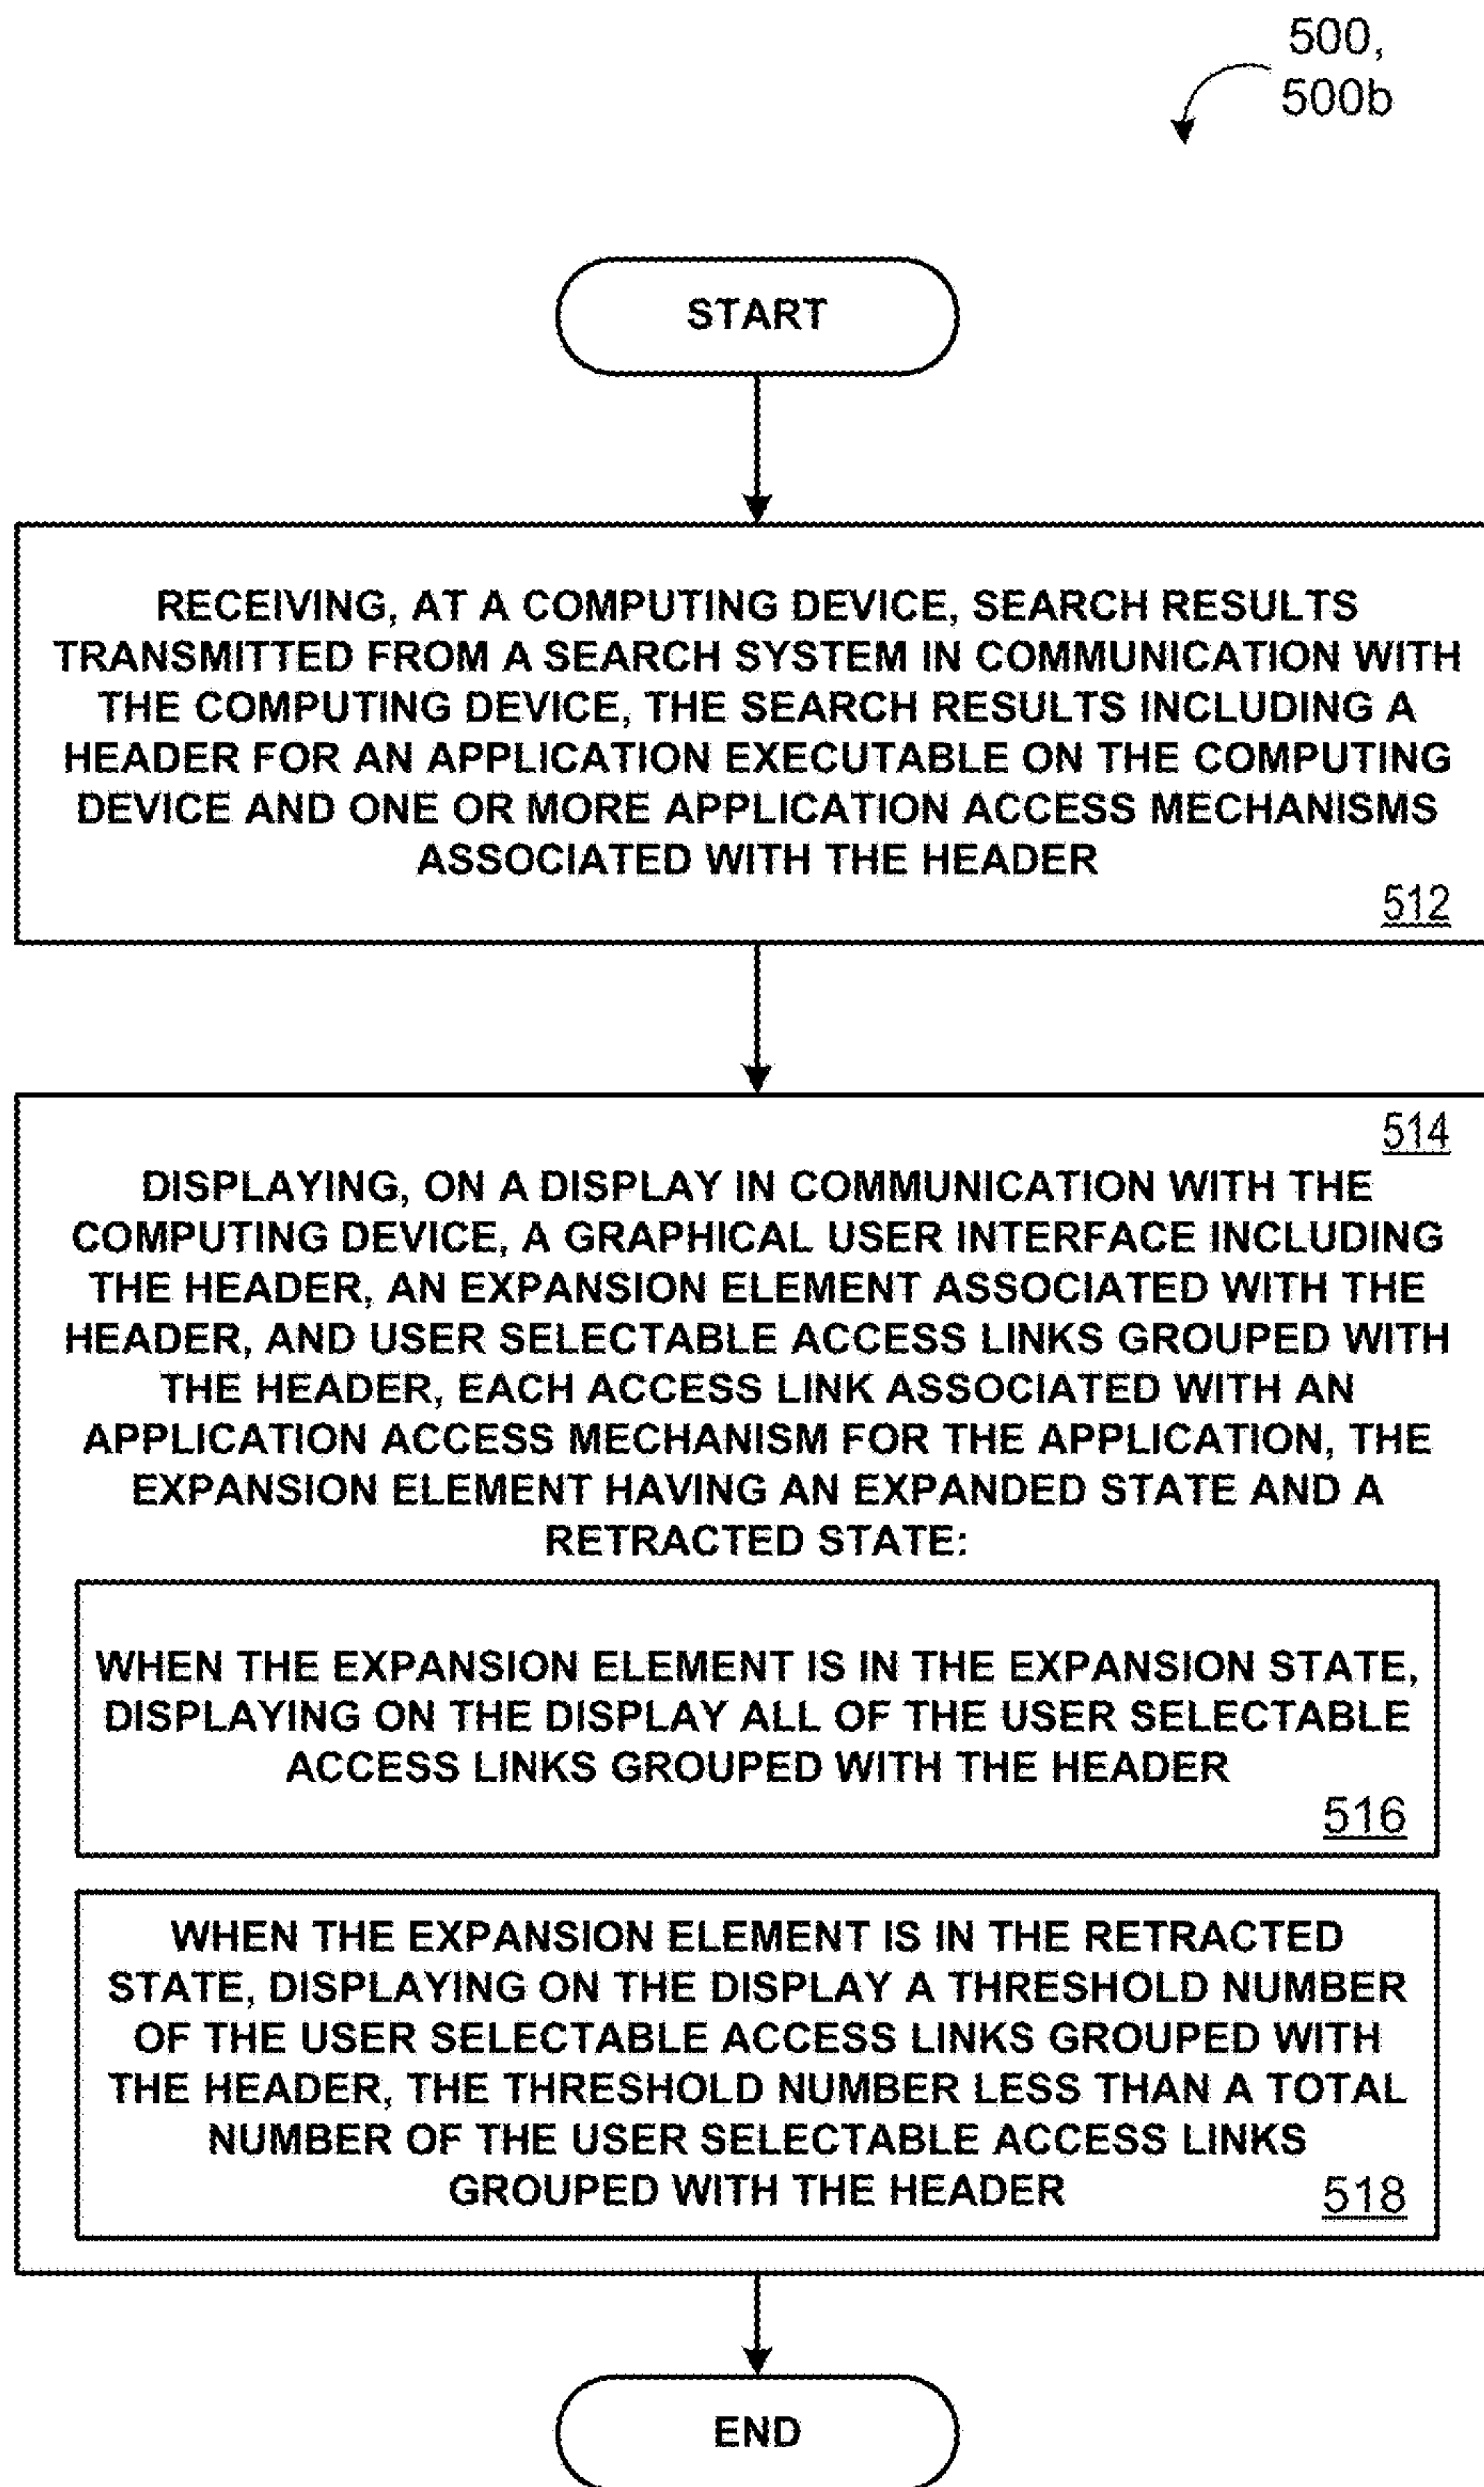 500,
500b
START
RECEIVING, AT A COMPUTING DEVICE, SEARCH RESULTS
TRANSMITTED FROM A SEARCH SYSTEM IN COMMUNICATION WITH
THE COMPUTING DEVICE, THE SEARCH RESULTS INCLUDING A
HEADER FOR AN APPLICATION EXECUTABLE ON THE COMPUTING
DEVICE AND ONE OR MORE APPLICATION ACCESS MECHANISMS
ASSOCIATED WITH THE HEADER
512
514
DISPLAYING, ON A DISPLAY IN COMMUNICATION WITH THE
COMPUTING DEVICE, A GRAPHICAL USER INTERFACE INCLUDING
THE HEADER, AN EXPANSION ELEMENT ASSOCIATED WITH THE
HEADER, AND USER SELECTABLE ACCESS LINKS GROUPED WITH
THE HEADER, EACH ACCESS LINK ASSOCIATED WITH AN
APPLICATION ACCESS MECHANISM FOR THE APPLICATION, THE
EXPANSION ELEMENT HAVING AN EXPANDED STATE AND A
RETRACTED STATE:
WHEN THE EXPANSION ELEMENT IS IN THE EXPANSION STATE,
DISPLAYING ON THE DISPLAY ALL OF THE USER SELECTABLE
ACCESS LINKS GROUPED WITH THE HEADER
516
WHEN THE EXPANSION ELEMENT IS IN THE RETRACTED
STATE, DISPLAYING ON THE DISPLAY A THRESHOLD NUMBER
OF THE USER SELECTABLE ACCESS LINKS GROUPED WITH
THE HEADER, THE THRESHOLD NUMBER LESS THAN A TOTAL
NUMBER OF THE USER SELECTABLE ACCESS LINKS
GROUPED WITH THE HEADER
518
END